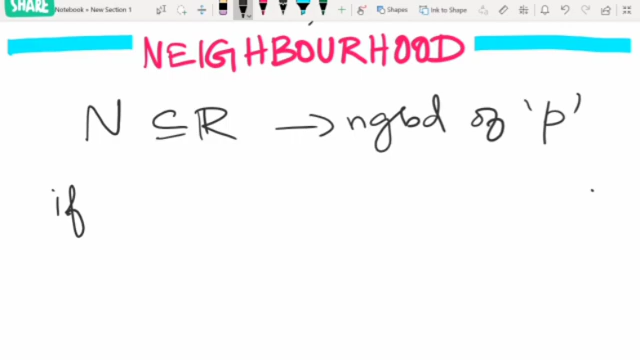 SHARE
Notebook » New Section 1
Shapes Ink to Shape
NEIGHBOURHOOD
N ⊆ R → ngbd of 'p'
if